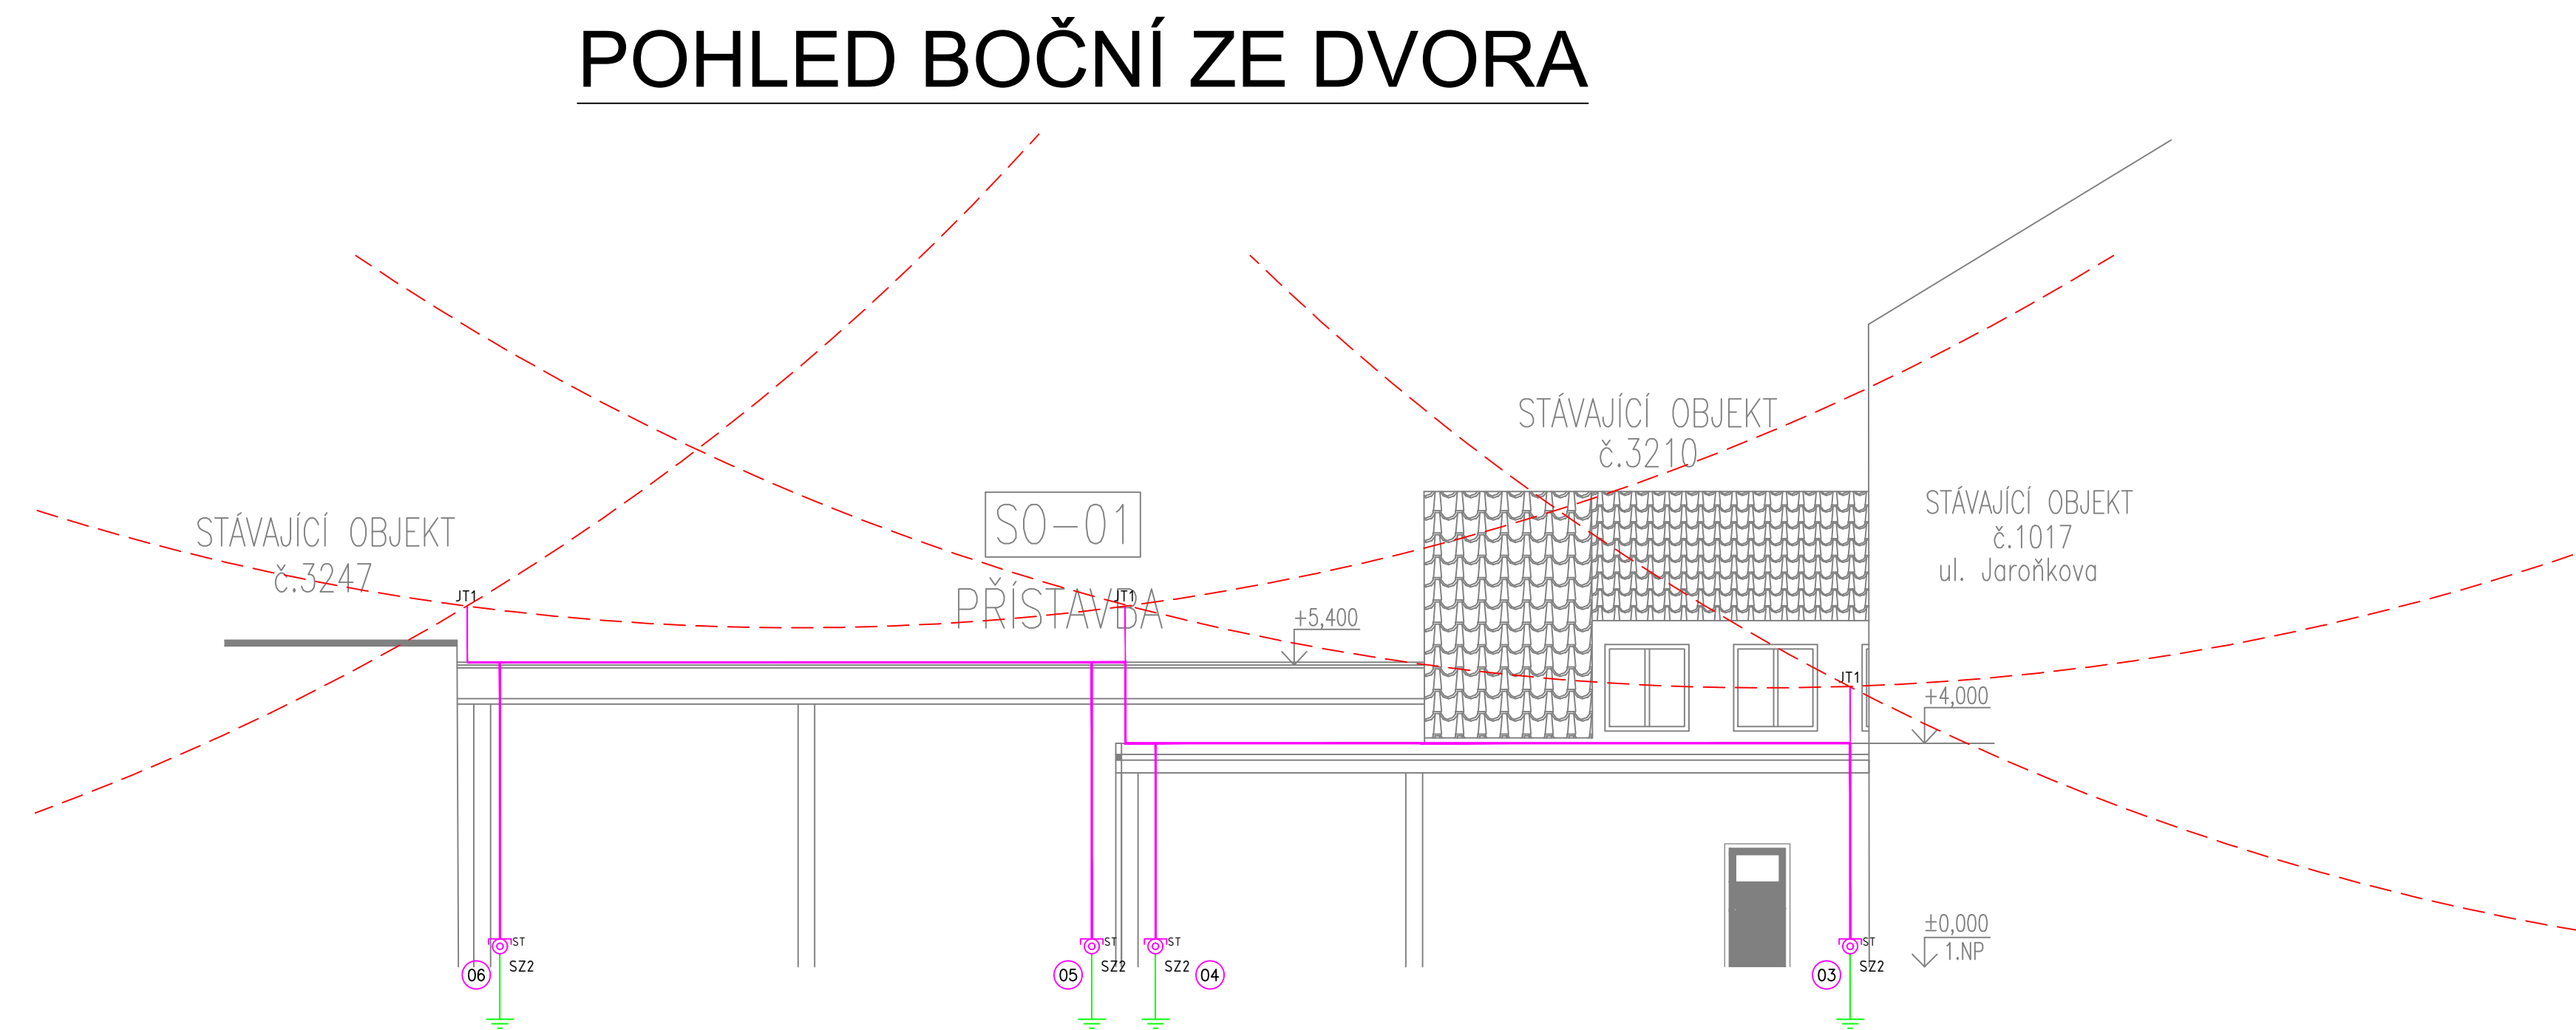 POHLED BOČNÍ ZE DVORA
STÁVAJÍCÍ OBJEKT
č.3210
STÁVAJÍCÍ OBJEKT
č.1017
ul. Jaroňkova
SO-01
STÁVAJÍCÍ OBJEKT
č.3247
PŘÍSTAVBA
JT1
JT1
+5,400
JT1
+4,000
±0,000
1.NP
ST
SZ2
06
ST
SZ2
05
ST
SZ2
04
ST
SZ2
03